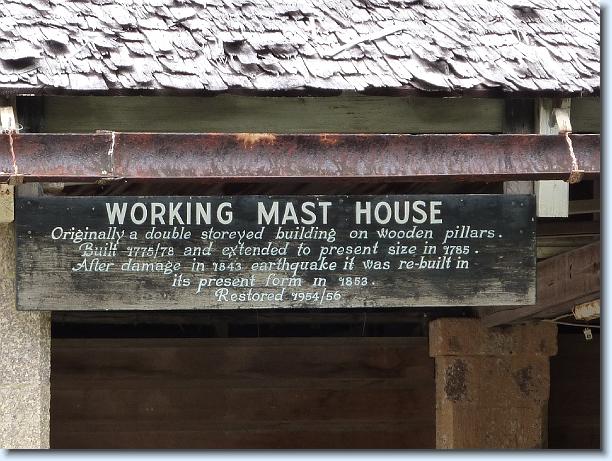 WORKING MAST HOUSE
Originally a double storeyed building on wooden pillars.
Built 1775/78 and extended to present size in 1785.
After damage in 1843 earthquake it was re-built in
its present form in 1853.
Restored 1954/56